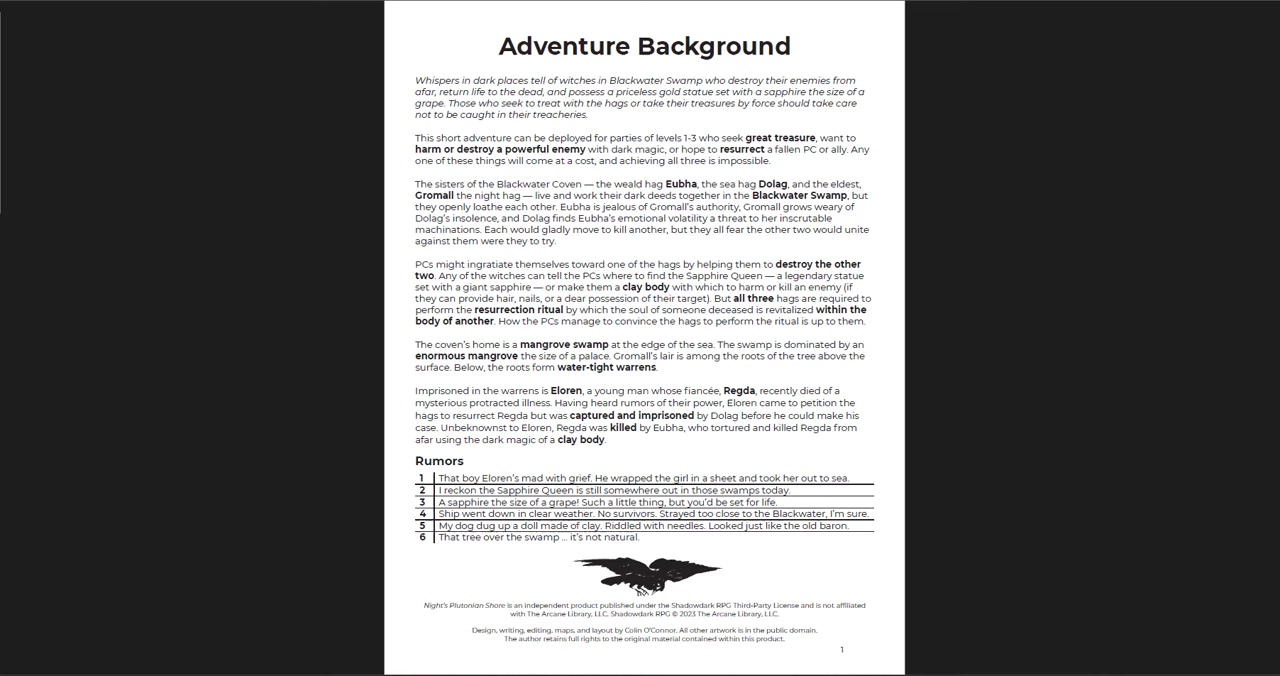 Adventure Background
Whispers in dark places tell of witches in Blackwater Swamp who destroy their enemies from
afar, return life to the dead, and possess a priceless gold statue set with a sapphire the size of a
grape. Those who seek to treat with the hags or take their treasures by force should take care
not to be caught in their treacheries.
This short adventure can be deployed for parties of levels 1-3 who seek great treasure, want to
harm or destroy a powerful enemy with dark magic, or hope to resurrect a fallen PC or ally. Any
one of these things will come at a cost, and achieving all three is impossible.
The sisters of the Blackwater Coven — the weald hag Eubha, the sea hag Dolag, and the eldest,
Gromall the night hag — live and work their dark deeds together in the Blackwater Swamp, but
they openly loathe each other. Eubha is jealous of Gromall's authority, Gromall grows weary of
Dolag's insolence, and Dolag finds Eubha's emotional volatility a threat to her inscrutable
machinations. Each would gladly move to kill another, but they all fear the other two would unite
against them were they to try.
PCs might ingratiate themselves toward one of the hags by helping them to destroy the other
two. Any of the witches can tell the PCs where to find the Sapphire Queen — a legendary statue
set with a giant sapphire — or make them a clay body with which to harm or kill an enemy (if
they can provide hair, nails, or a dear possession of their target). But all three hags are required to
perform the resurrection ritual by which the soul of someone deceased is revitalized within the
body of another. How the PCs manage to convince the hags to perform the ritual is up to them.
The coven's home is a mangrove swamp at the edge of the sea. The swamp is dominated by an
enormous mangrove the size of a palace. Gromall's lair is among the roots of the tree above the
surface. Below, the roots form water-tight warrens.
Imprisoned in the warrens is Eloren, a young man whose fiancée, Regda, recently died of a
mysterious protracted illness. Having heard rumors of their power, Eloren came to petition the
hags to resurrect Regda but was captured and imprisoned by Dolag before he could make his
case. Unbeknownst to Eloren, Regda was killed by Eubha, who tortured and killed Regda from
afar using the dark magic of a clay body.
Rumors
1 That boy Eloren's mad with grief. He wrapped the girl in a sheet and took her out to sea.
2 I reckon the Sapphire Queen is still somewhere out in those swamps today.
3 A sapphire the size of a grape! Such a little thing, but you'd be set for life.
4 Ship went down in clear weather. No survivors. Strayed too close to the Blackwater, I'm sure.
5 My dog dug up a doll made of clay. Riddled with needles. Looked just like the old baron.
6 That tree over the swamp ... it's not natural.
Night's Plutonian Shore is an independent product published under the Shadowdark RPG Third-Party License and is not affiliated
with The Arcane Library, LLC. Shadowdark RPG © 2023 The Arcane Library, LLC.
Design, writing, editing, maps, and layout by Colin O'Connor. All other artwork is in the public domain.
The author retains full rights to the original material contained within this product.
1